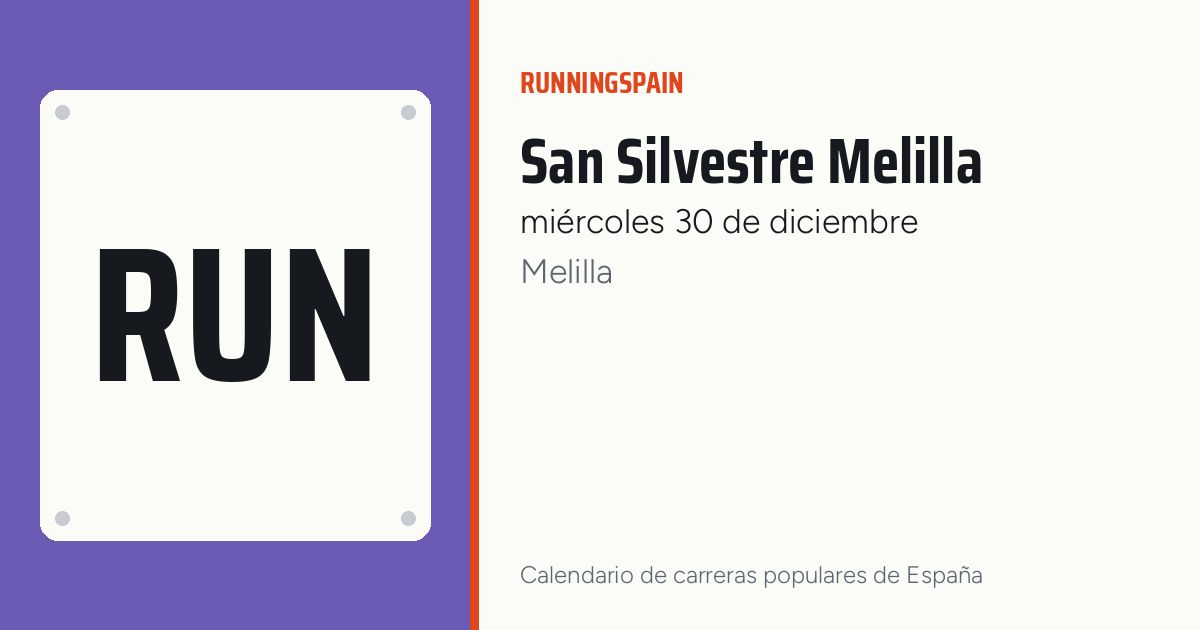 RUN
RUNNINGSPAIN
San Silvestre Melilla
miércoles 30 de diciembre
Melilla
Calendario de carreras populares de España